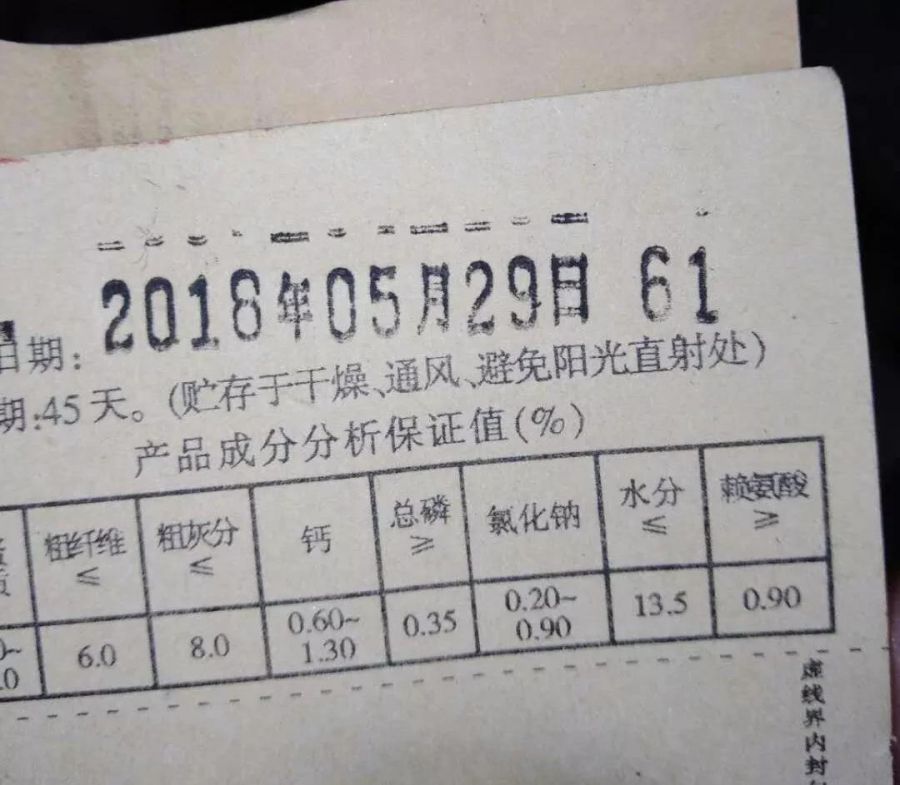 2018年05月29日 61
日期:
期:45天。(贮存于干燥、通风、避免阳光直射处)
产品成分分析保证值(%)
粗纤维 ≤ 粗灰分 ≤ 钙 总磷 ≥ 氯化钠 水分 ≤ 赖氨酸 ≥
6.0 8.0 0.60~1.30 0.35 0.20~0.90 13.5 0.90
虚线界内封